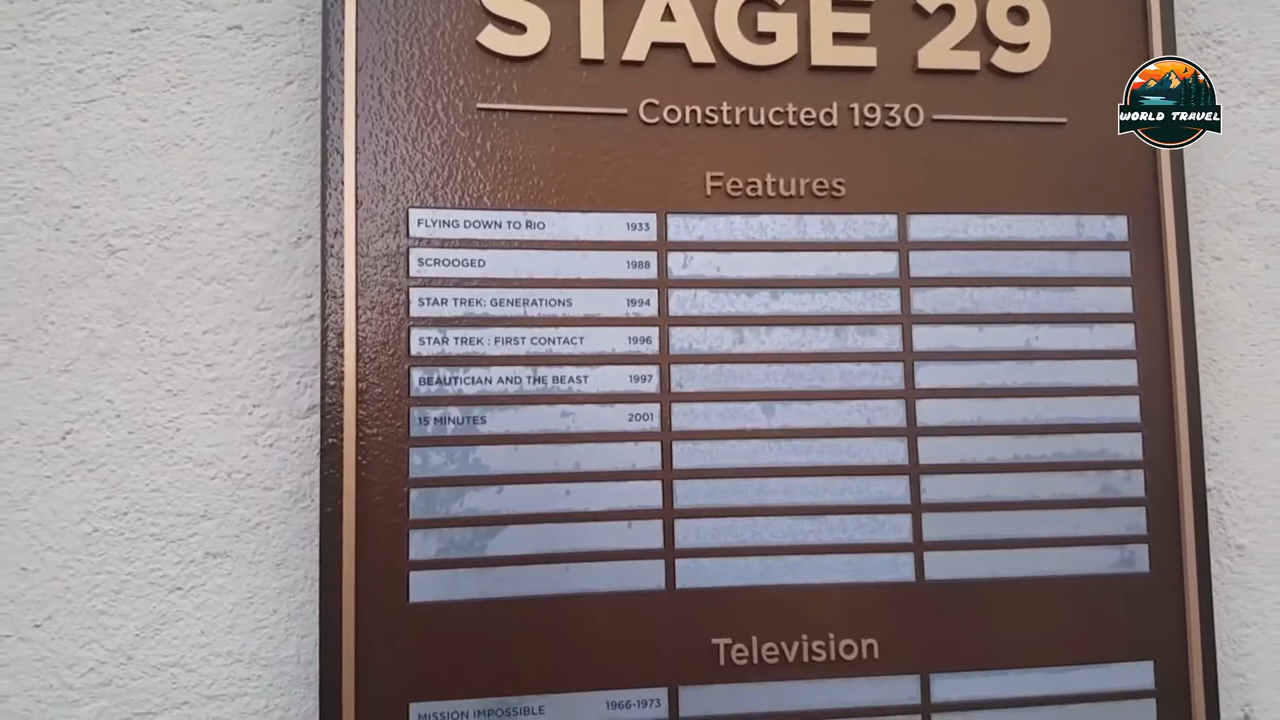 STAGE 29
Constructed 1930
WORLD TRAVEL
Features
FLYING DOWN TO RIO 1933
SCROOGED 1988
STAR TREK: GENERATIONS 1994
STAR TREK : FIRST CONTACT 1996
BEAUTICIAN AND THE BEAST 1997
15 MINUTES 2001
Television
MISSION IMPOSSIBLE 1966-1973